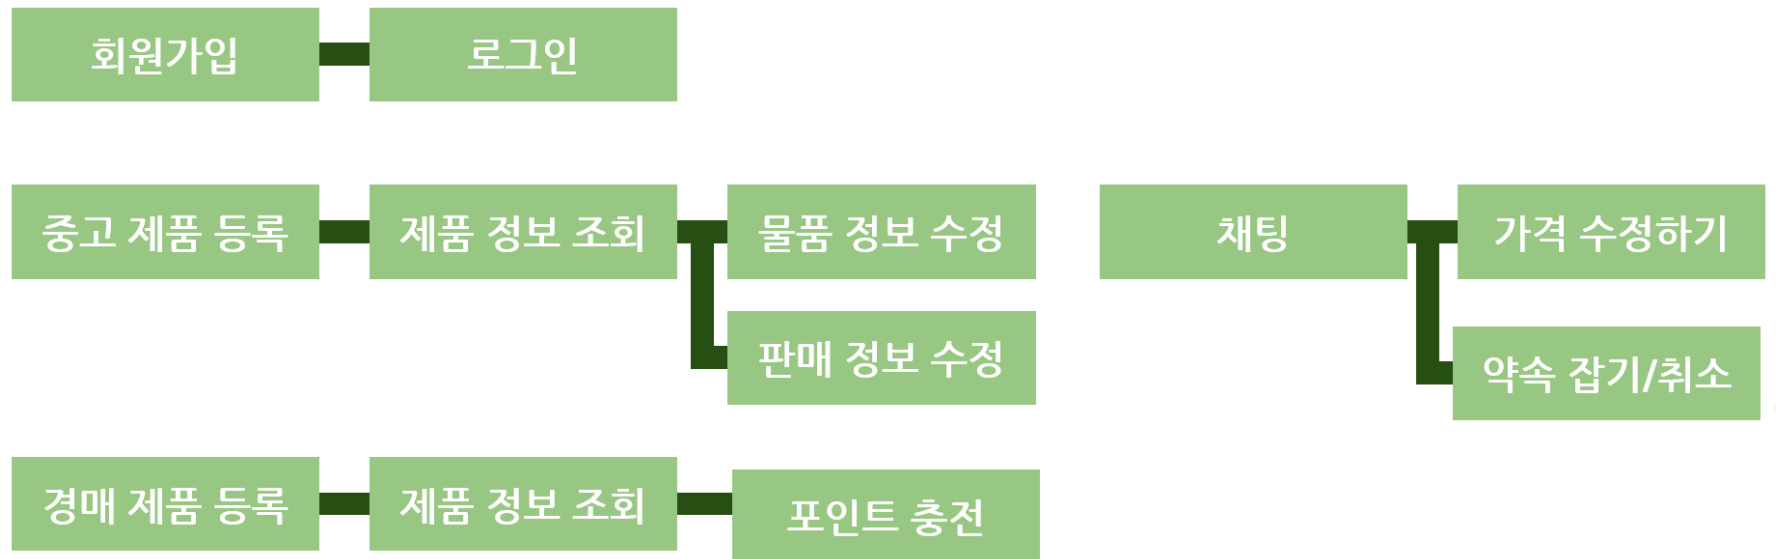 회원가입
로그인
중고 제품 등록
제품 정보 조회
물품 정보 수정
판매 정보 수정
채팅
가격 수정하기
약속 잡기/취소
경매 제품 등록
제품 정보 조회
포인트 충전